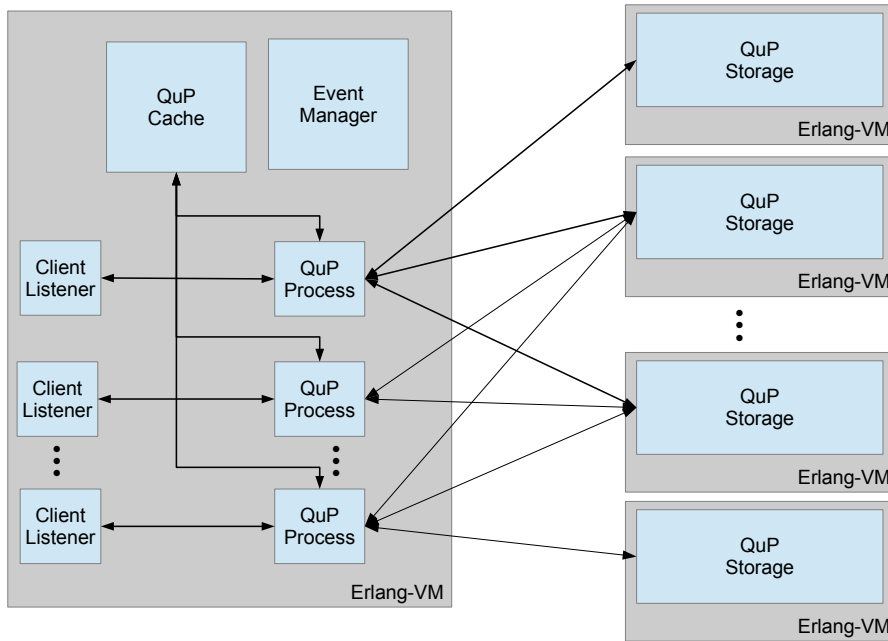 QuP
Cache
Event
Manager
Client
Listener
QuP
Process
Client
Listener
QuP
Process
Client
Listener
QuP
Process
Erlang-VM
QuP
Storage
Erlang-VM
QuP
Storage
Erlang-VM
QuP
Storage
Erlang-VM
QuP
Storage
Erlang-VM